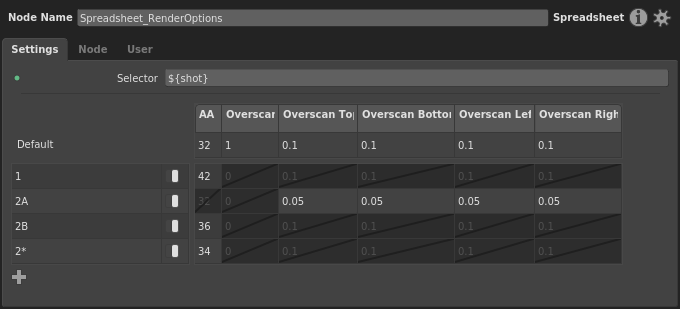 Node Name Spreadsheet_RenderOptions Spreadsheet
Settings Node User
Selector ${shot}
AA Overscan Overscan Top Overscan Bottom Overscan Left Overscan Righ
Default 32 1 0.1 0.1 0.1 0.1
1 42 0 0.1 0.1 0.1 0.1
2A 32 0 0.05 0.05 0.05 0.05
2B 36 0 0.1 0.1 0.1 0.1
2* 34 0 0.1 0.1 0.1 0.1